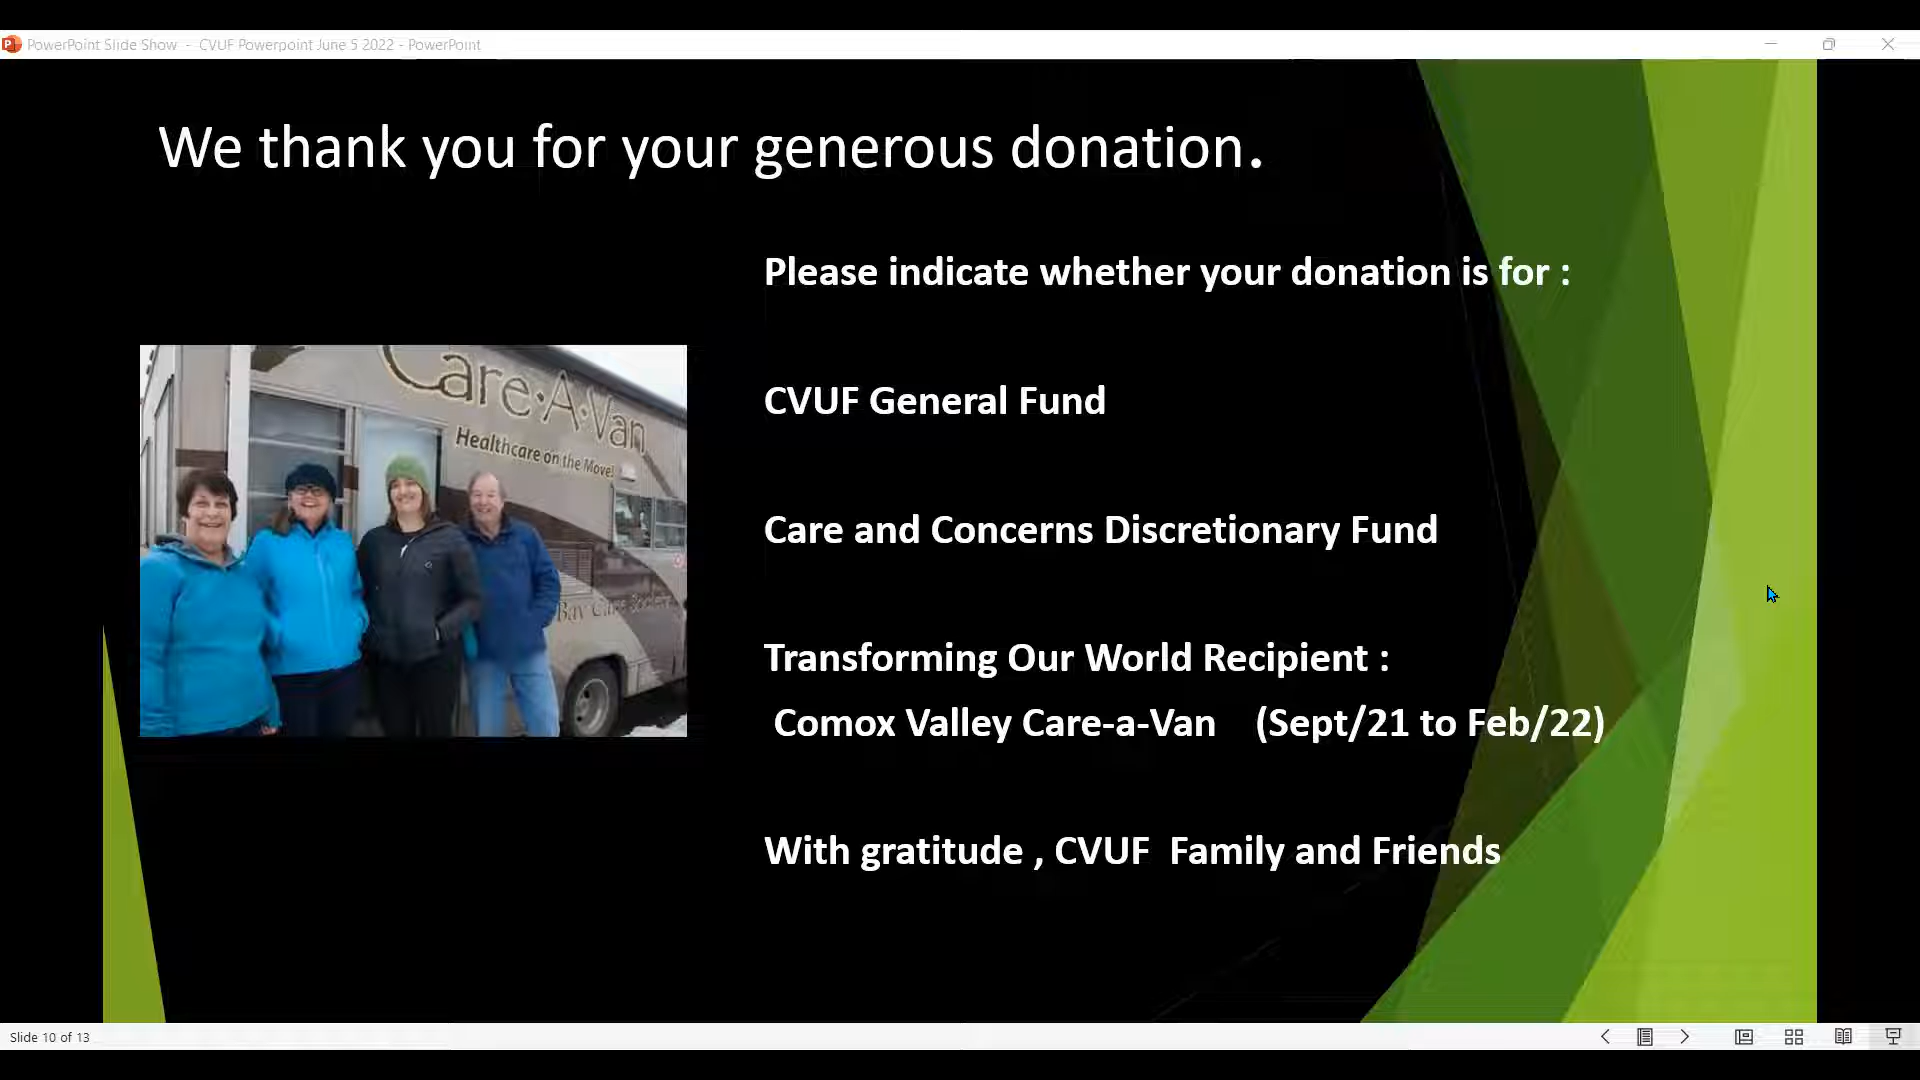 PowerPoint Slide Show - CVUF Powerpoint June 5 2022 - PowerPoint
We thank you for your generous donation.
Please indicate whether your donation is for :
Care·A·Van
Healthcare on the Move!
Bay Care Society
CVUF General Fund
Care and Concerns Discretionary Fund
Transforming Our World Recipient :
Comox Valley Care-a-Van (Sept/21 to Feb/22)
With gratitude , CVUF Family and Friends
Slide 10 of 13